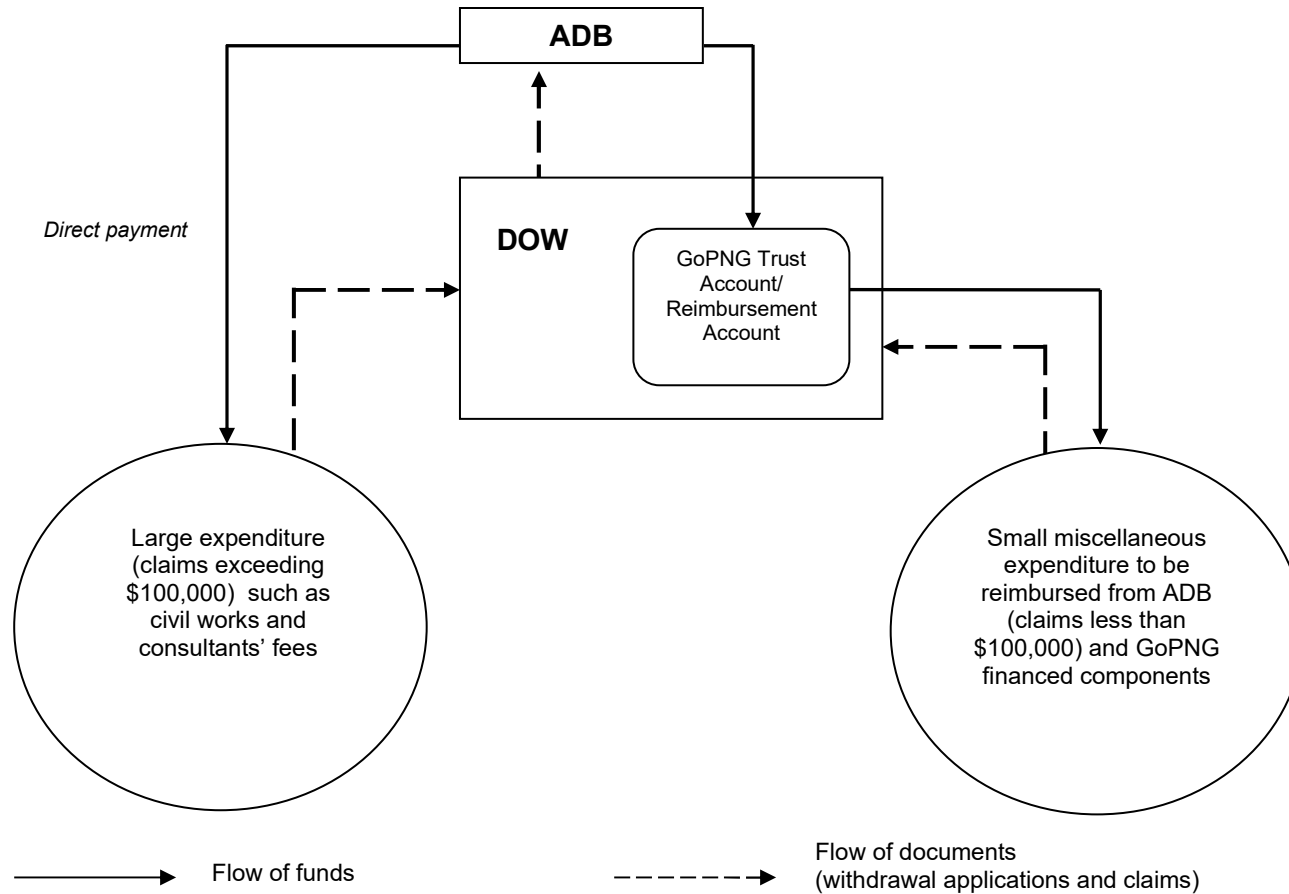 ADB
Direct payment
DOW
GoPNG Trust
Account/
Reimbursement
Account
Large expenditure
(claims exceeding
$100,000)  such as
civil works and
consultants’ fees
Small miscellaneous
expenditure to be
reimbursed from ADB
(claims less than
$100,000) and GoPNG
financed components
Flow of funds
Flow of documents
(withdrawal applications and claims)